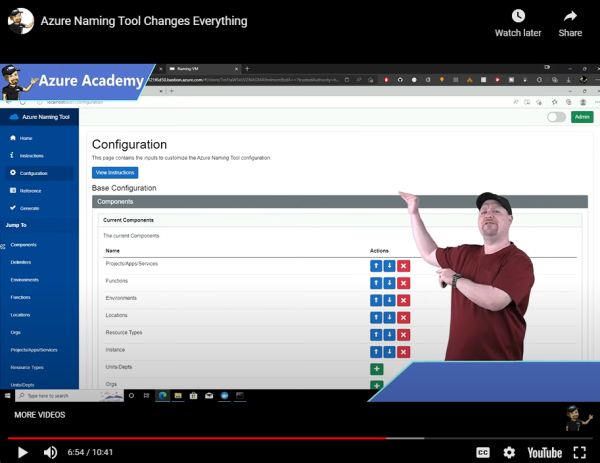 Azure Naming Tool Changes Everything
Watch later
Share
Azure Academy
Naming-VM
Azure Naming Tool
Admin
Home
Instructions
Configuration
Reference
Generate
Jump To
Components
Delimiters
Environments
Functions
Locations
Orgs
Projects/Apps/Services
Resource Types
Units/Depts
Configuration
This page contains the inputs to customize the Azure Naming Tool configuration.
View Instructions
Base Configuration
Components
Current Components
The current Components
Name
Actions
Projects/Apps/Services
Functions
Environments
Locations
Resource Types
Instance
Units/Depts
Orgs
Type here to search
MORE VIDEOS
6:54 / 10:41
CC
YouTube